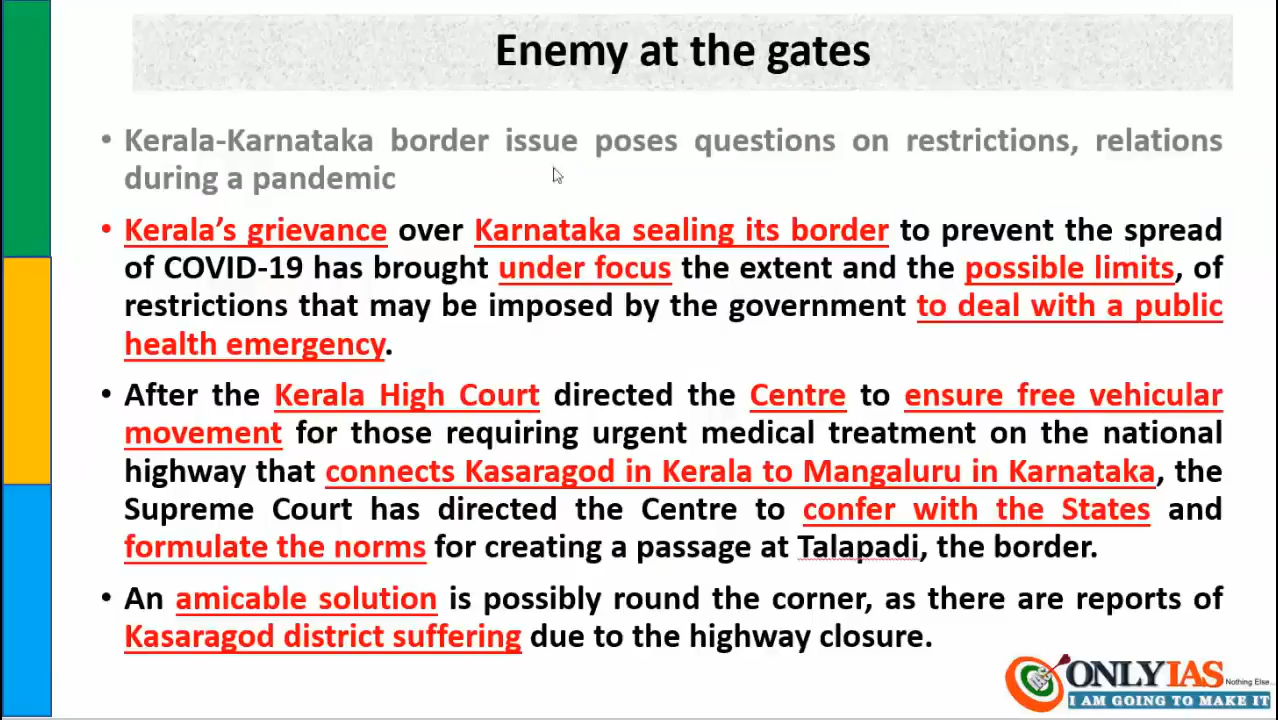 Enemy at the gates
• Kerala-Karnataka border issue poses questions on restrictions, relations
during a pandemic
• Kerala’s grievance over Karnataka sealing its border to prevent the spread
of COVID-19 has brought under focus the extent and the possible limits, of
restrictions that may be imposed by the government to deal with a public
health emergency.
• After the Kerala High Court directed the Centre to ensure free vehicular
movement for those requiring urgent medical treatment on the national
highway that connects Kasaragod in Kerala to Mangaluru in Karnataka, the
Supreme Court has directed the Centre to confer with the States and
formulate the norms for creating a passage at Talapadi, the border.
• An amicable solution is possibly round the corner, as there are reports of
Kasaragod district suffering due to the highway closure.
ONLYIAS
Nothing Else...
I AM GOING TO MAKE IT